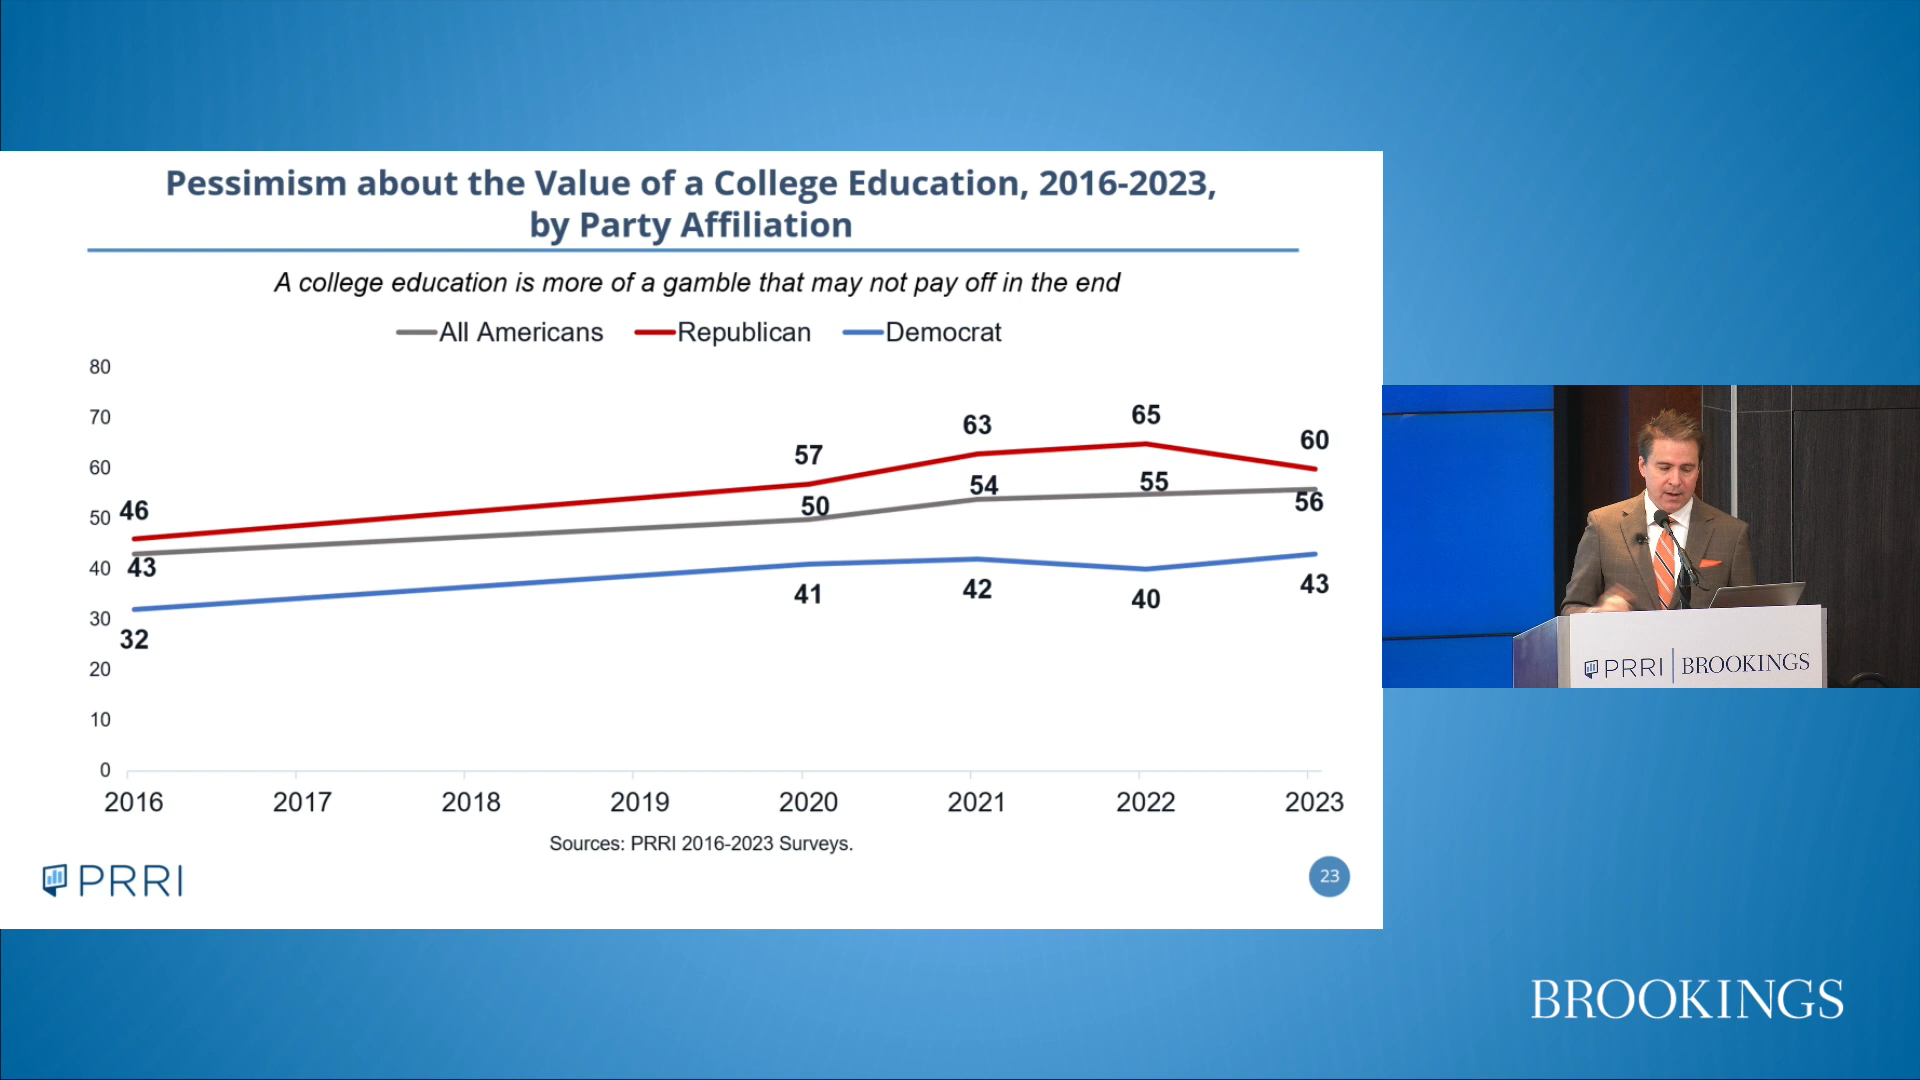 Pessimism about the Value of a College Education, 2016-2023,
by Party Affiliation
A college education is more of a gamble that may not pay off in the end
All Americans Republican Democrat
80
70
60
50
40
30
20
10
0
46 57 63 65 60
43 50 54 55 56
32 41 42 40 43
2016 2017 2018 2019 2020 2021 2022 2023
Sources: PRRI 2016-2023 Surveys.
PRRI
23
PRRI | BROOKINGS
BROOKINGS